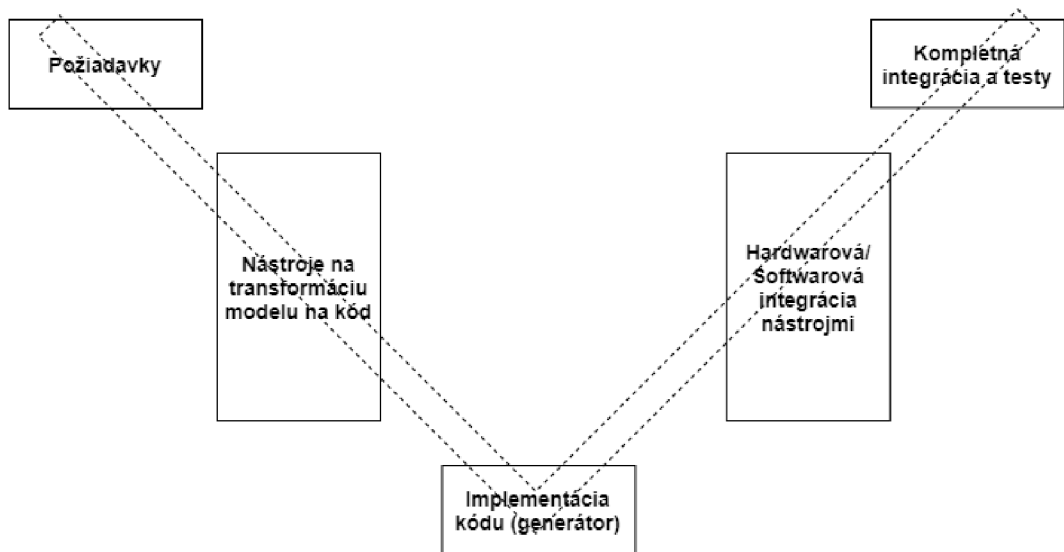 Požiadavky
Kompletná
integrácia a testy
Nástroje na
transformáciu
modelu na kód
Hardwarová/
Softwarová
integrácia
nástrojmi
Implementácia
kódu (generátor)